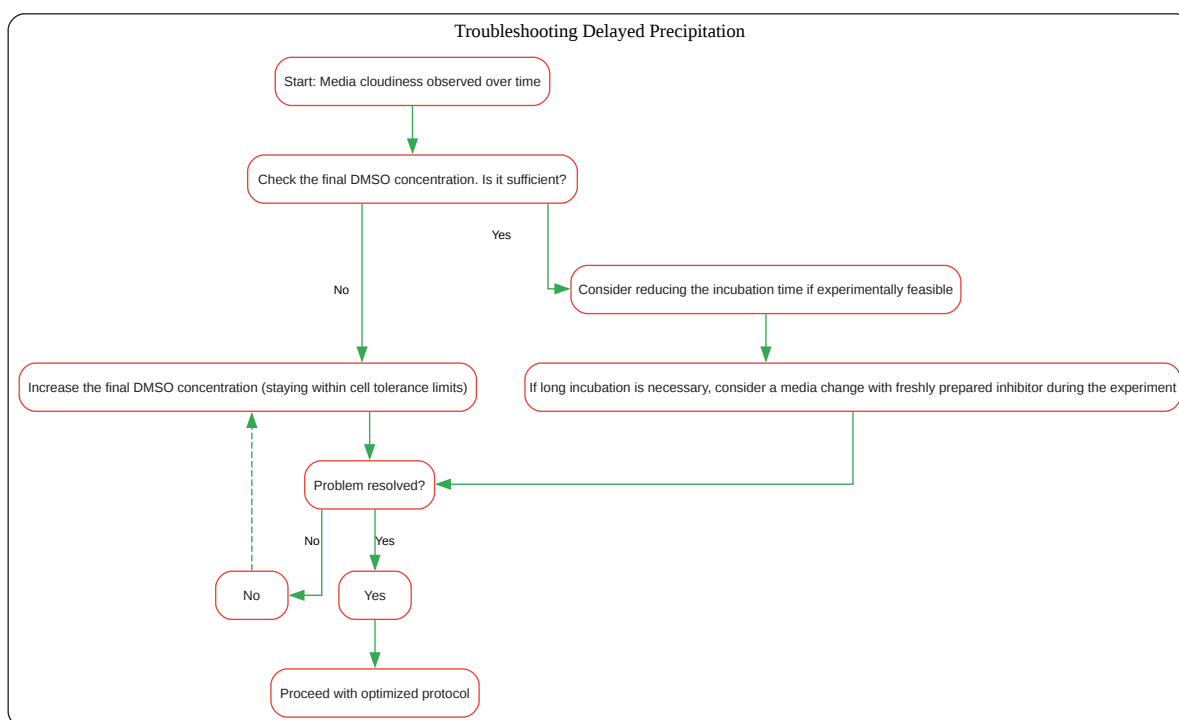 Troubleshooting Delayed Precipitation
Start: Media cloudiness observed over time
Check the final DMSO concentration. Is it sufficient?
Yes
No
Consider reducing the incubation time if experimentally feasible
Increase the final DMSO concentration (staying within cell tolerance limits)
If long incubation is necessary, consider a media change with freshly prepared inhibitor during the experiment
Problem resolved?
No
Yes
No
Yes
Proceed with optimized protocol